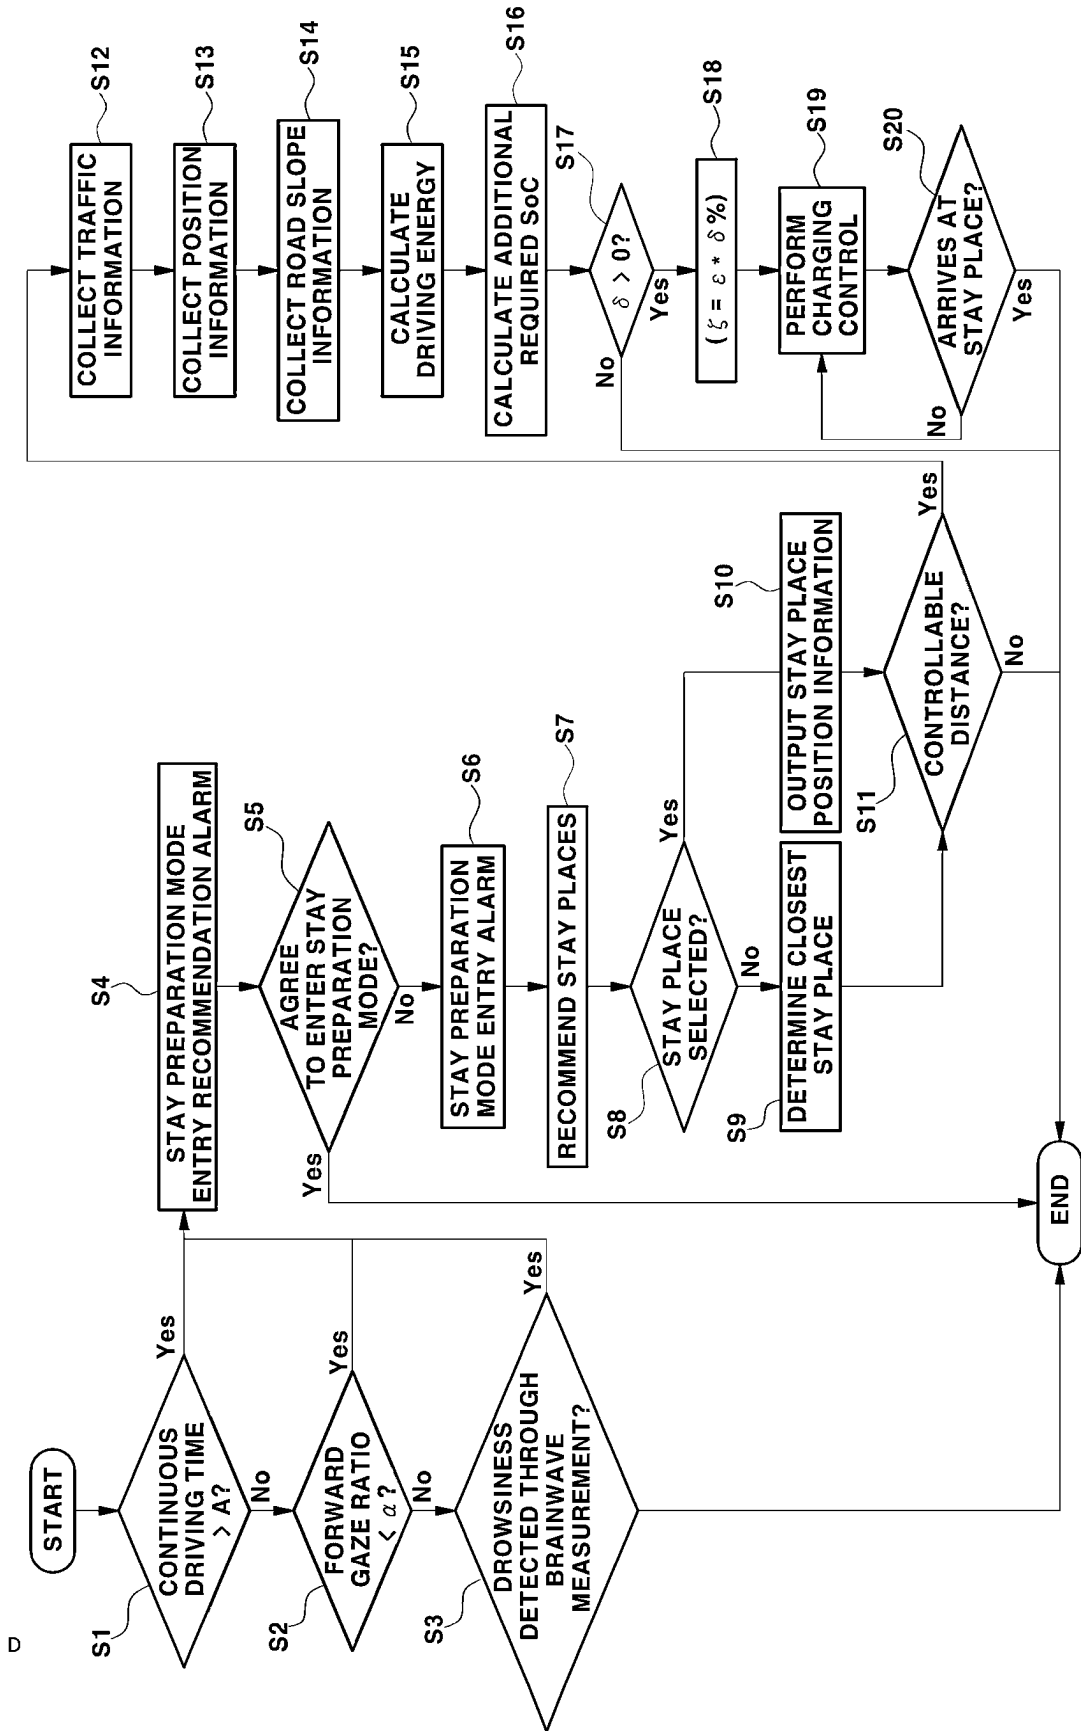 D
START
S1
CONTINUOUS
DRIVING TIME
> A?
Yes
No
S2
FORWARD
GAZE RATIO
< α?
Yes
No
S3
DROWSINESS
DETECTED THROUGH
BRAINWAVE
MEASUREMENT?
Yes
S4
STAY PREPARATION MODE
ENTRY RECOMMENDATION ALARM
S5
AGREE
TO ENTER STAY
PREPARATION
MODE?
Yes
No
S6
STAY PREPARATION
MODE ENTRY ALARM
S7
RECOMMEND STAY PLACES
S8
STAY PLACE
SELECTED?
Yes
No
S9
DETERMINE CLOSEST
STAY PLACE
S10
OUTPUT STAY PLACE
POSITION INFORMATION
S11
CONTROLLABLE
DISTANCE?
Yes
No
S12
COLLECT TRAFFIC
INFORMATION
S13
COLLECT POSITION
INFORMATION
S14
COLLECT ROAD SLOPE
INFORMATION
S15
CALCULATE
DRIVING ENERGY
S16
CALCULATE ADDITIONAL
REQUIRED SoC
S17
δ > 0?
No
Yes
S18
(ζ = ε * δ%)
S19
PERFORM
CHARGING
CONTROL
S20
ARRIVES AT
STAY PLACE?
No
Yes
END